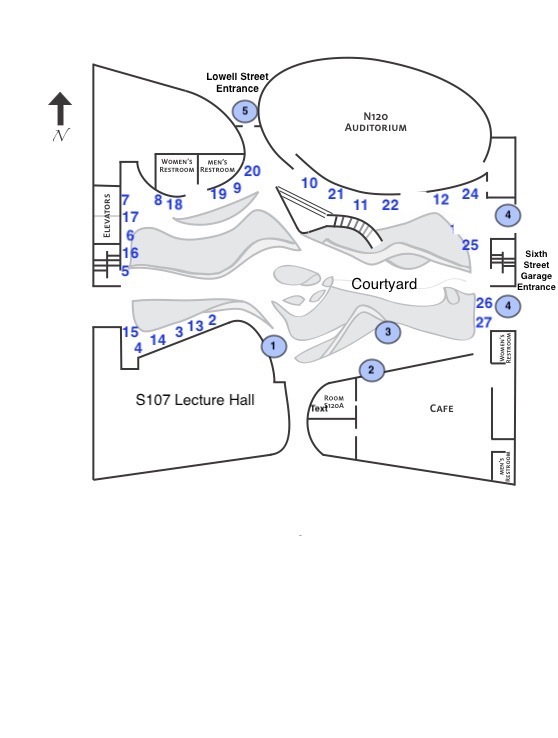 Lowell Street
Entrance
5
N
N120
AUDITORIUM
WOMEN'S
RESTROOM
MEN'S
RESTROOM
20
10
21
11
22
12
24
ELEVATORS
7
17
6
16
5
8
18
19
9
4
25
Sixth
Street
Garage
Entrance
Courtyard
26
4
27
15
4
14
3
13
2
1
3
2
WOMEN'S
RESTROOM
S107 Lecture Hall
ROOM
S120A
Text
CAFE
MEN'S
RESTROOM